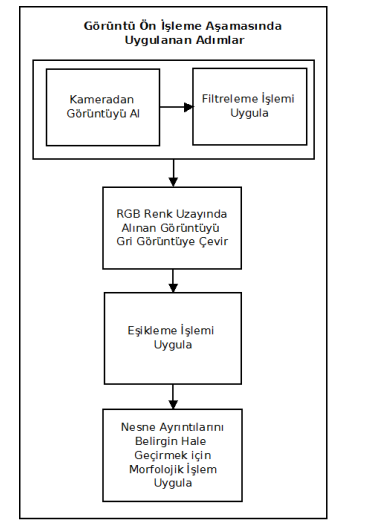 Görüntü Ön İşleme Aşamasında
Uygulanan Adımlar
Kameradan
Görüntüyü Al
Filtreleme İşlemi
Uygula
RGB Renk Uzayında
Alınan Görüntüyü
Gri Görüntüye Çevir
Eşikleme İşlemi
Uygula
Nesne Ayrıntılarını
Belirgin Hale
Geçirmek için
Morfolojik İşlem
Uygula